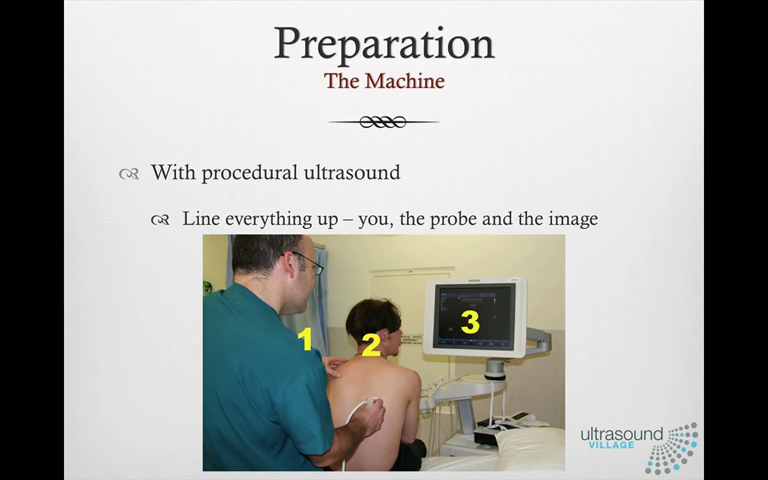 Preparation
The Machine
With procedural ultrasound
Line everything up – you, the probe and the image
1
2
3
ultrasound
VILLAGE